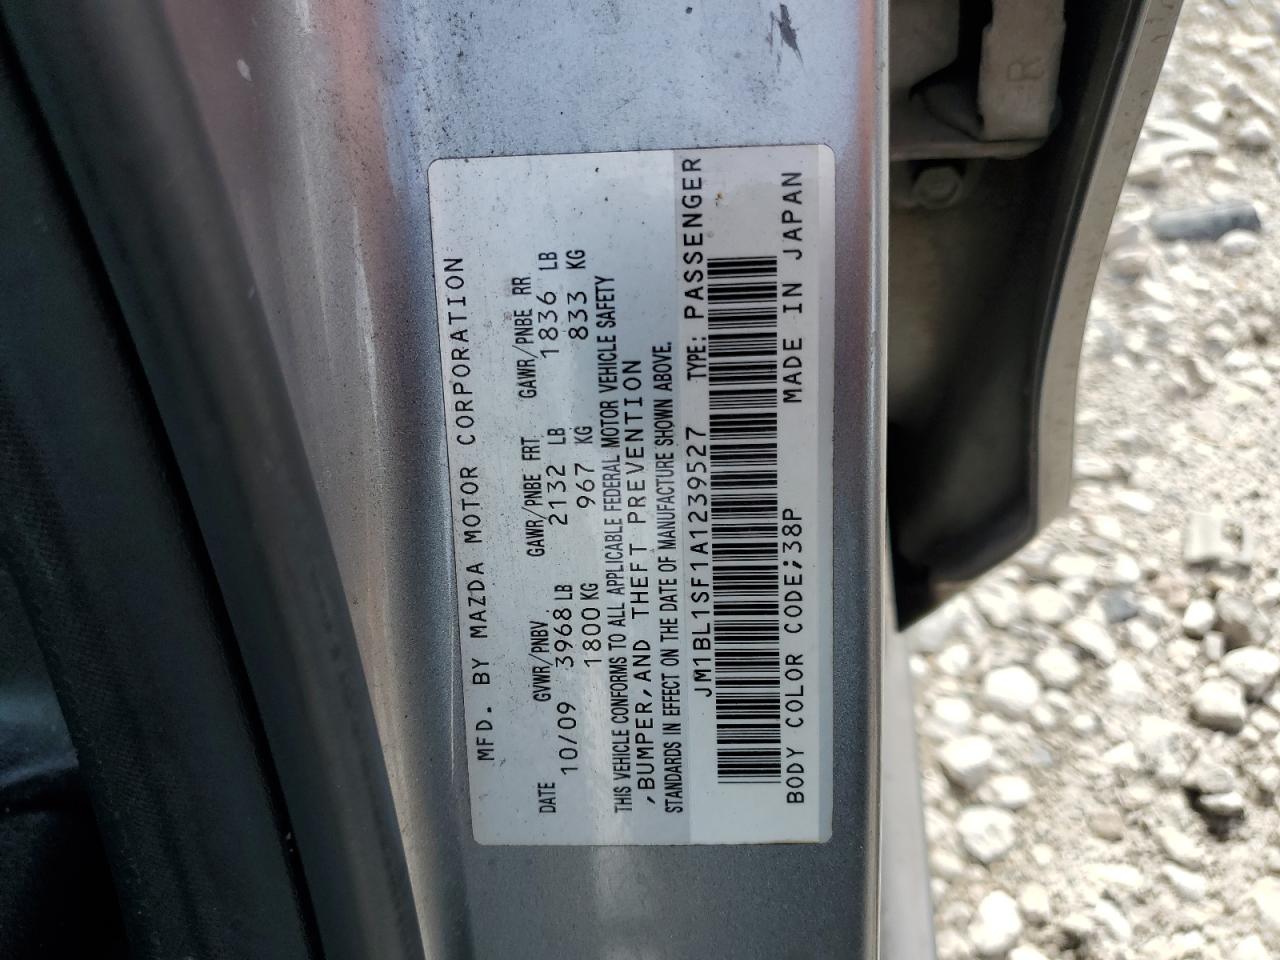 MFD. BY MAZDA MOTOR CORPORATION
DATE GVWR/PNBV GAWR/PNBE FRT. GAWR/PNBE RR
10/09 3968 LB 2132 LB 1836 LB
1800 KG 967 KG 833 KG
THIS VEHICLE CONFORMS TO ALL APPLICABLE FEDERAL MOTOR VEHICLE SAFETY
,BUMPER,AND THEFT PREVENTION
STANDARDS IN EFFECT ON THE DATE OF MANUFACTURE SHOWN ABOVE.
JM1BL1SF1A1239527 TYPE: PASSENGER
BODY COLOR CODE;38P MADE IN JAPAN
R